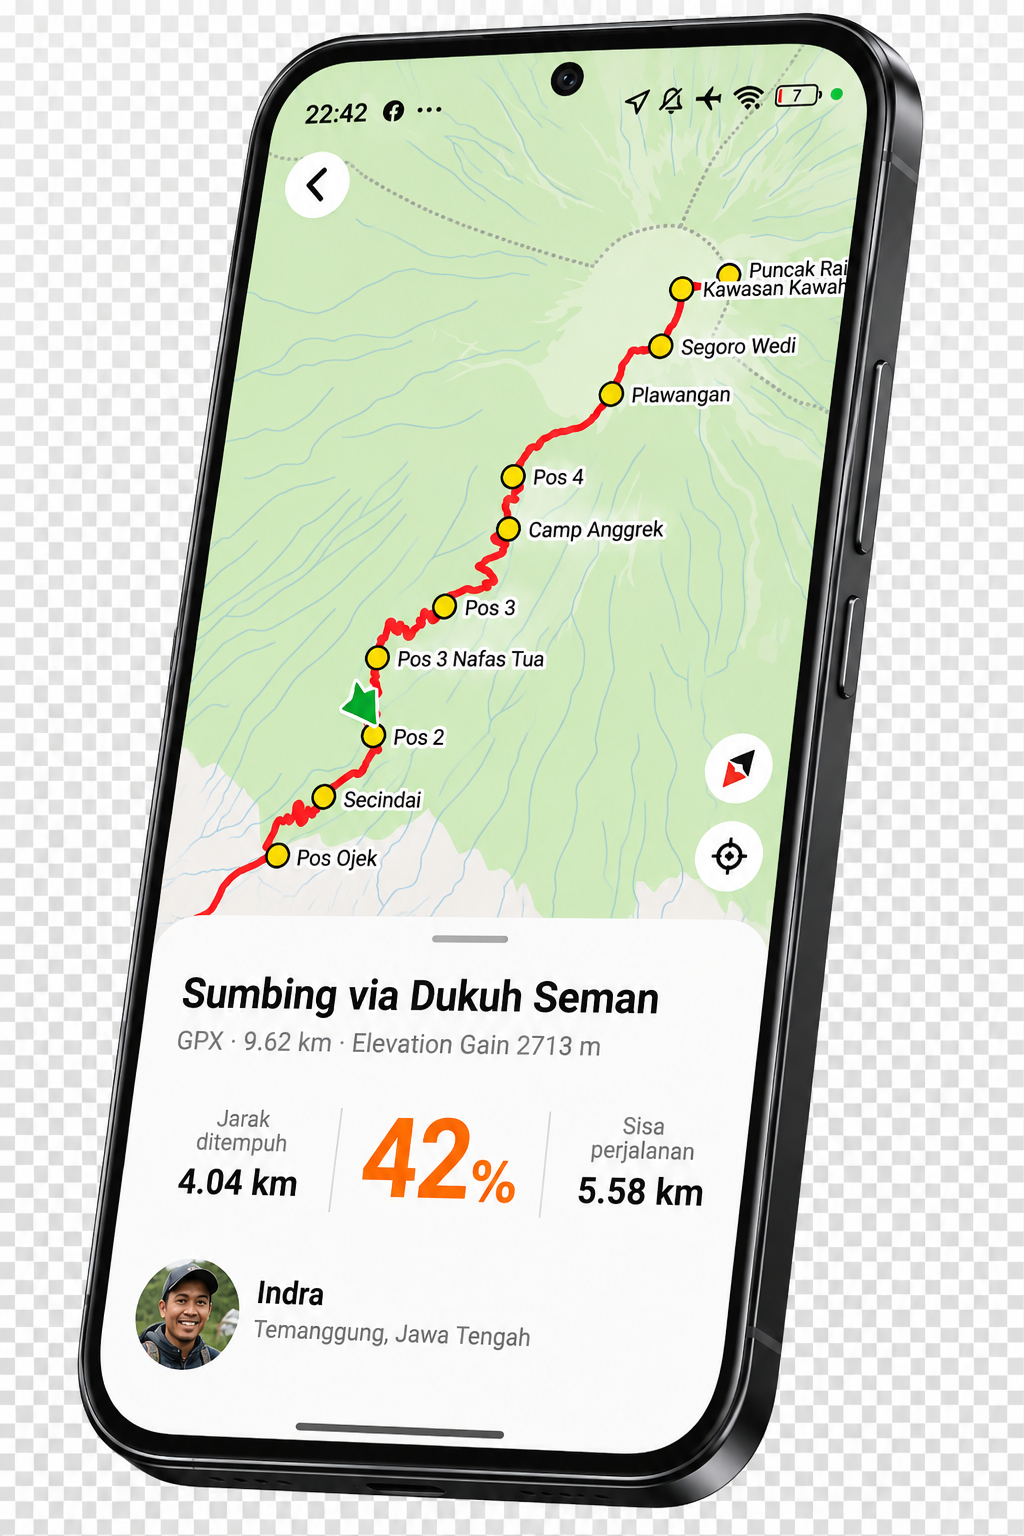 22:42
7
Puncak Rai
Kawasan Kawah
Segoro Wedi
Plawangan
Pos 4
Camp Anggrek
Pos 3
Pos 3 Nafas Tua
Pos 2
Secindai
Pos Ojek
Sumbing via Dukuh Seman
GPX · 9.62 km · Elevation Gain 2713 m
Jarak
ditempuh
4.04 km
42%
Sisa
perjalanan
5.58 km
Indra
Temanggung, Jawa Tengah